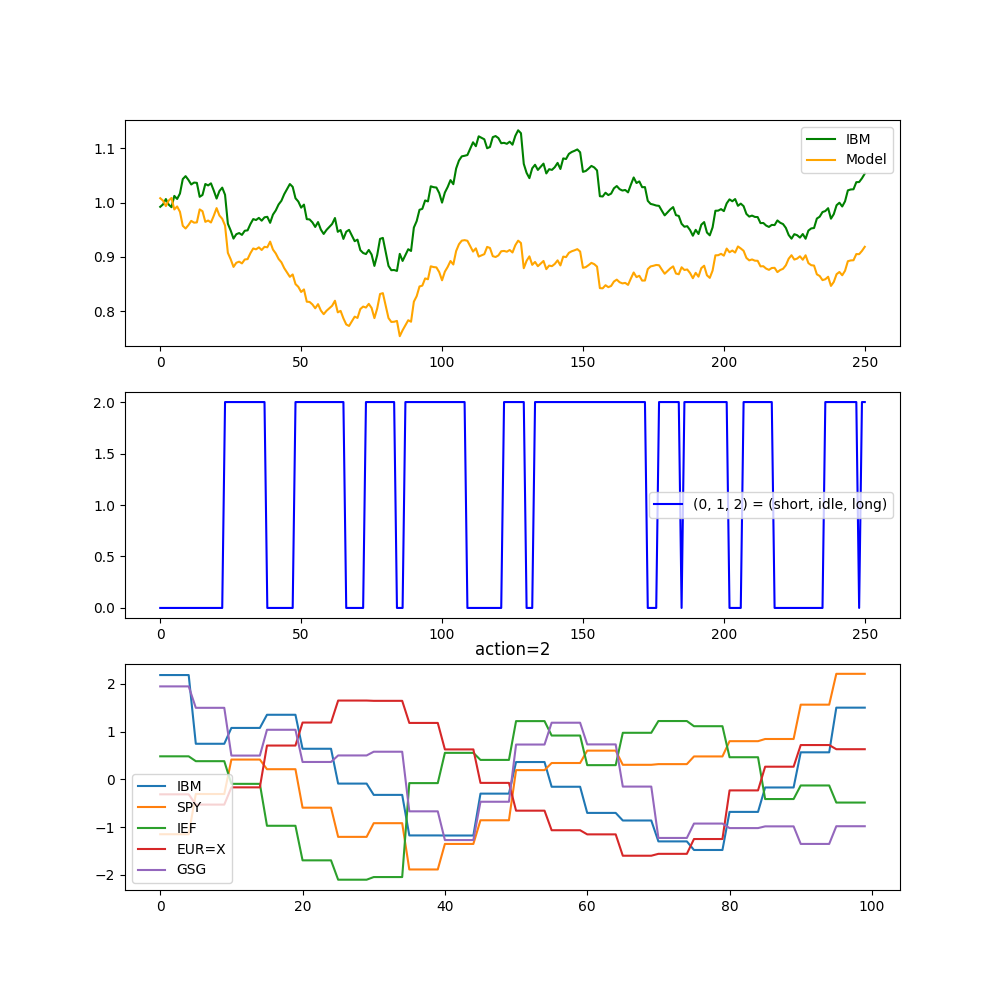 1.1
1.0
0.9
0.8
IBM
Model
0 50 100 150 200 250
2.0
1.5
1.0
0.5
0.0
(0, 1, 2) = (short, idle, long)
0 50 100 150 200 250
action=2
2
1
0
−1
−2
IBM
SPY
IEF
EUR=X
GSG
0 20 40 60 80 100